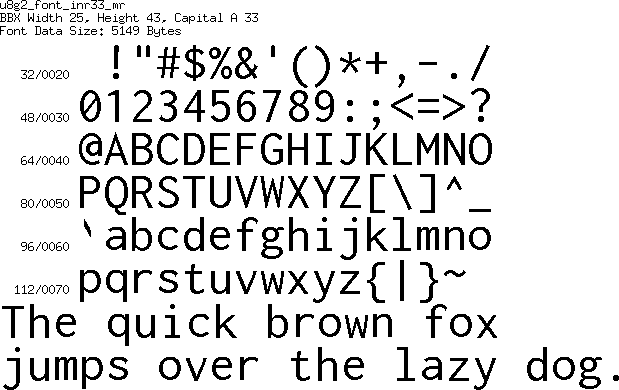 u8g2_font_inr33_mr
BBX Width 25, Height 43, Capital A 33
Font Data Size: 5149 Bytes
32/0020 !"#$%&'()*+,-./
48/0030 0123456789:;<=>?
64/0040 @ABCDEFGHIJKLMNO
80/0050 PQRSTUVWXYZ[\]^_
96/0060 `abcdefghijklmno
112/0070 pqrstuvwxyz{|}~
The quick brown fox
jumps over the lazy dog.